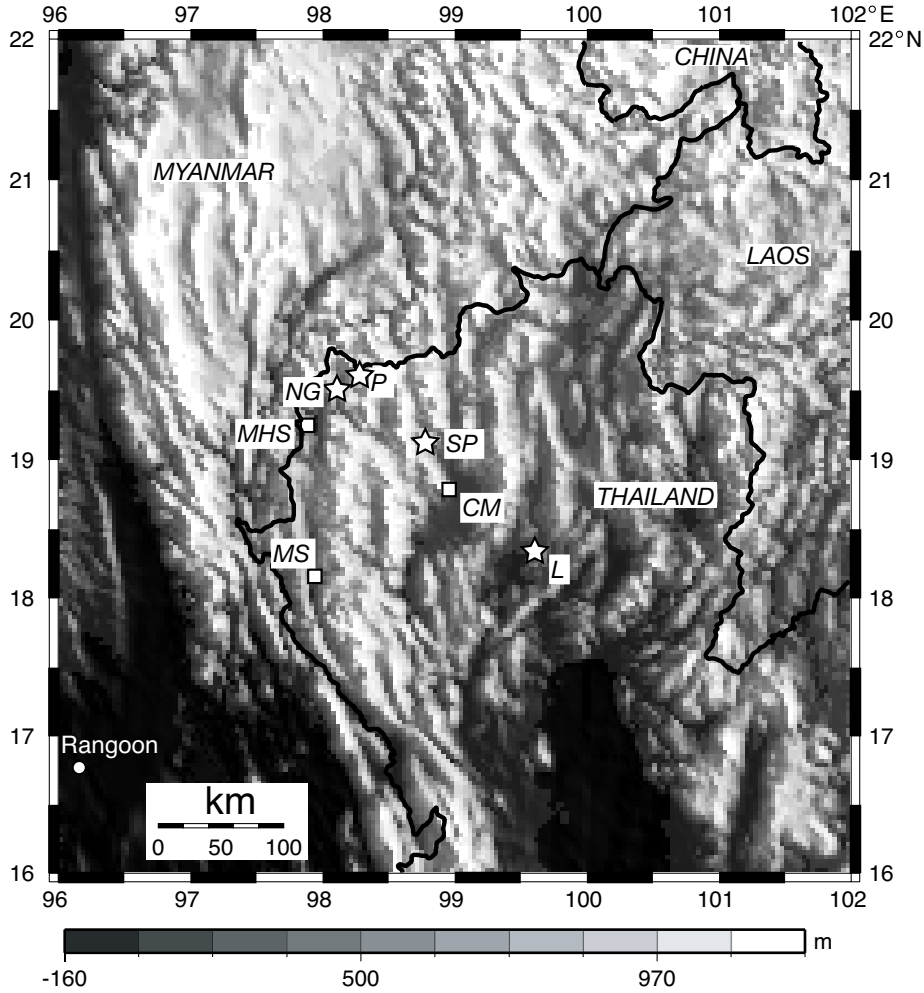 96 97 98 99 100 101 102°E
22 22°N
CHINA
MYANMAR
21 21
LAOS
20 20
NG P
MHS SP
19 19
CM THAILAND
MS L
18 18
17 17
Rangoon
km
0 50 100
16 16
96 97 98 99 100 101 102
m
-160 500 970